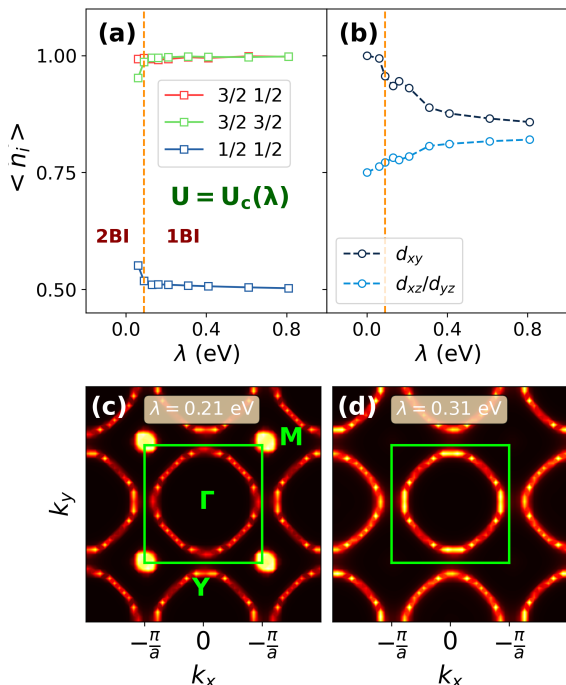 (a)
(b)
1.00
0.75
0.50
< n_i >
3/2 1/2
3/2 3/2
1/2 1/2
U = U_c(λ)
2BI
1BI
d_xy
d_xz/d_yz
0.0 0.4 0.8
0.0 0.4 0.8
λ (eV)
λ (eV)
(c)
λ = 0.21 eV
M
Γ
Y
(d)
λ = 0.31 eV
k_y
−π/a 0 −π/a
−π/a 0 −π/a
k_x
k_x